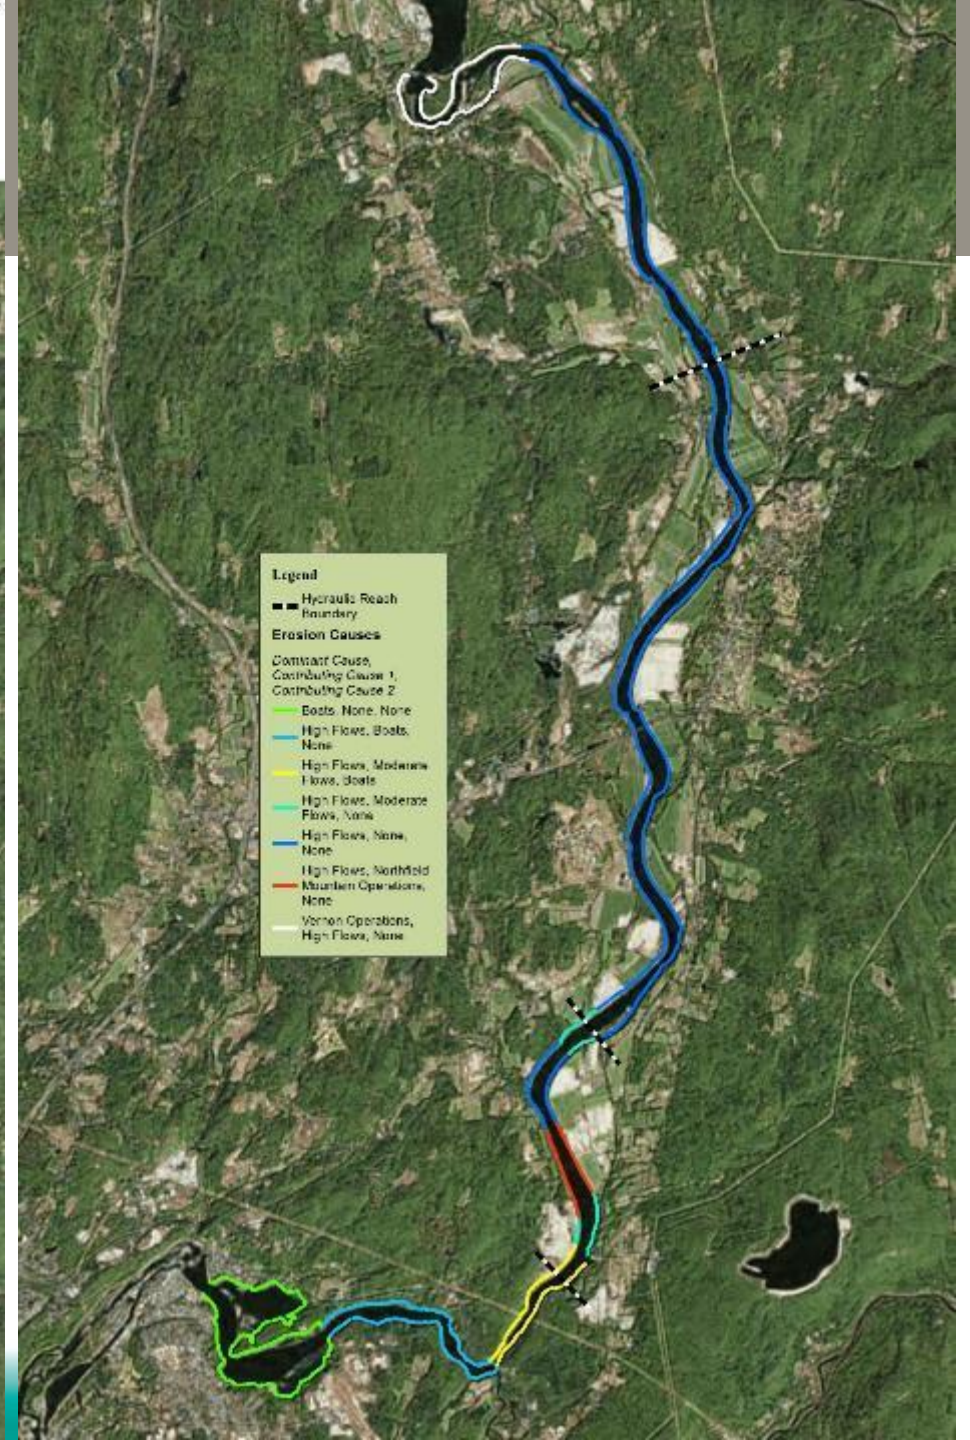 Legend
Hydraulic Reach
Boundary
Erosion Causes
Dominant Cause,
Contributing Cause 1,
Contributing Cause 2
Boats, None, None
High Flows, Boats,
None
High Flows, Moderate
Flows, Boats
High Flows, Moderate
Flows, None
High Flows, None,
None
High Flows, Northfield
Mountain Operations,
None
Vernon Operations,
High Flows, None